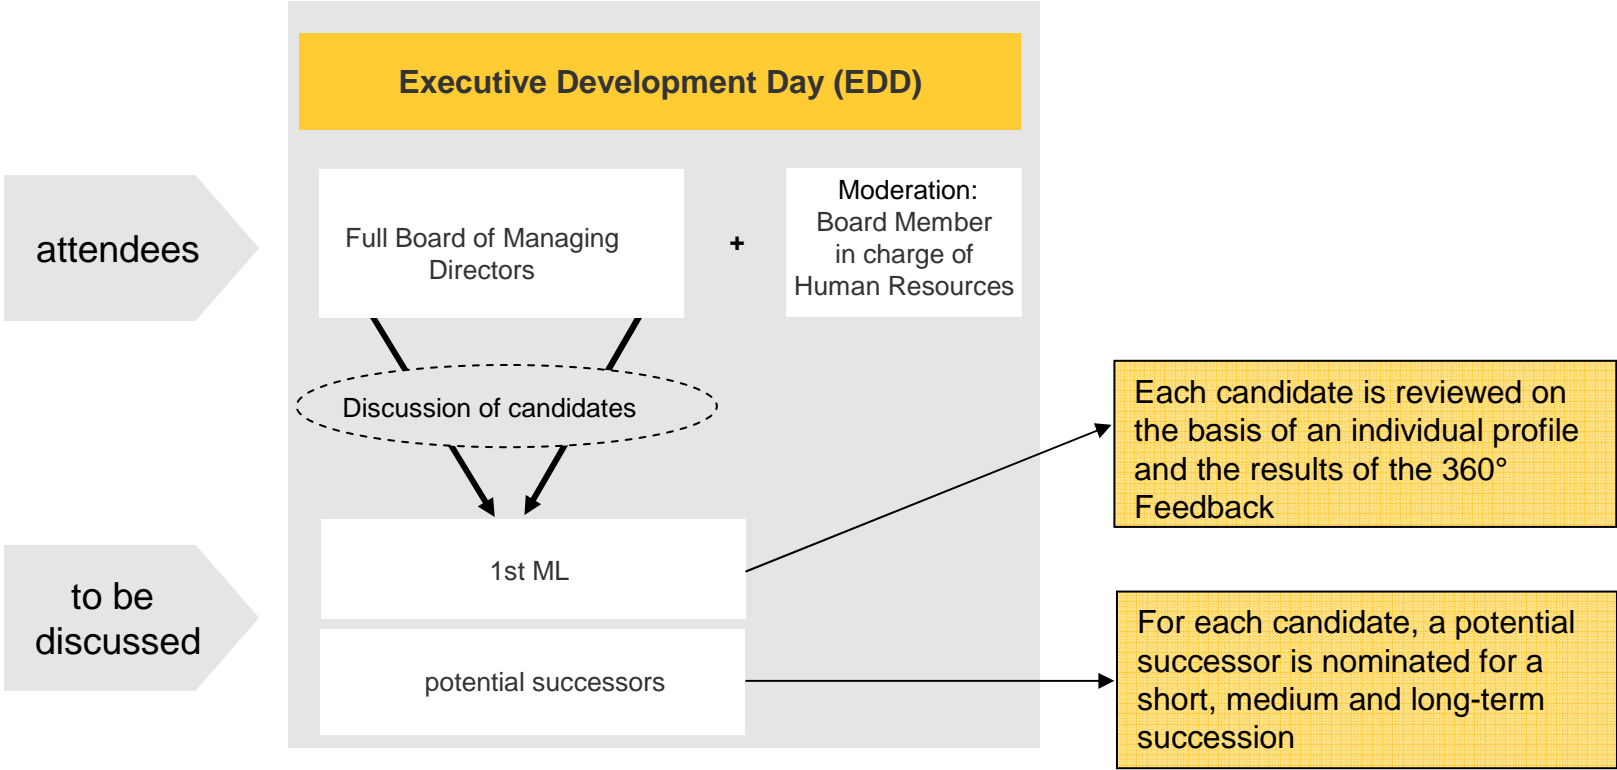 Executive Development Day (EDD)
attendees
Full Board of Managing
Directors
+
Moderation:
Board Member
in charge of
Human Resources
Discussion of candidates
Each candidate is reviewed on
the basis of an individual profile
and the results of the 360°
Feedback
to be
discussed
1st ML
potential successors
For each candidate, a potential
successor is nominated for a
short, medium and long-term
succession